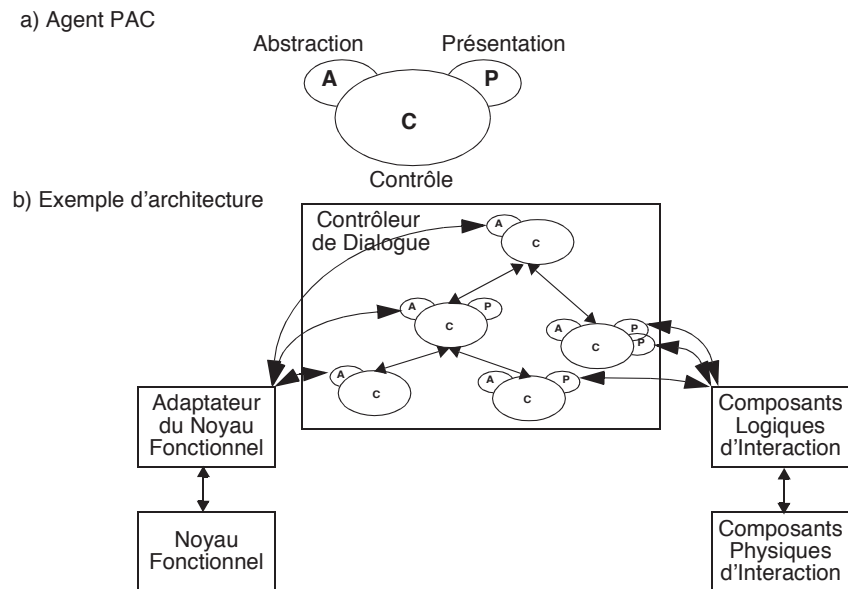 a) Agent PAC
Abstraction
Présentation
A
P
C
Contrôle
b) Exemple d'architecture
Contrôleur
de Dialogue
A
C
A
P
C
A
P
P
C
A
C
A
P
C
Adaptateur
du Noyau
Fonctionnel
Composants
Logiques
d'Interaction
Noyau
Fonctionnel
Composants
Physiques
d'Interaction